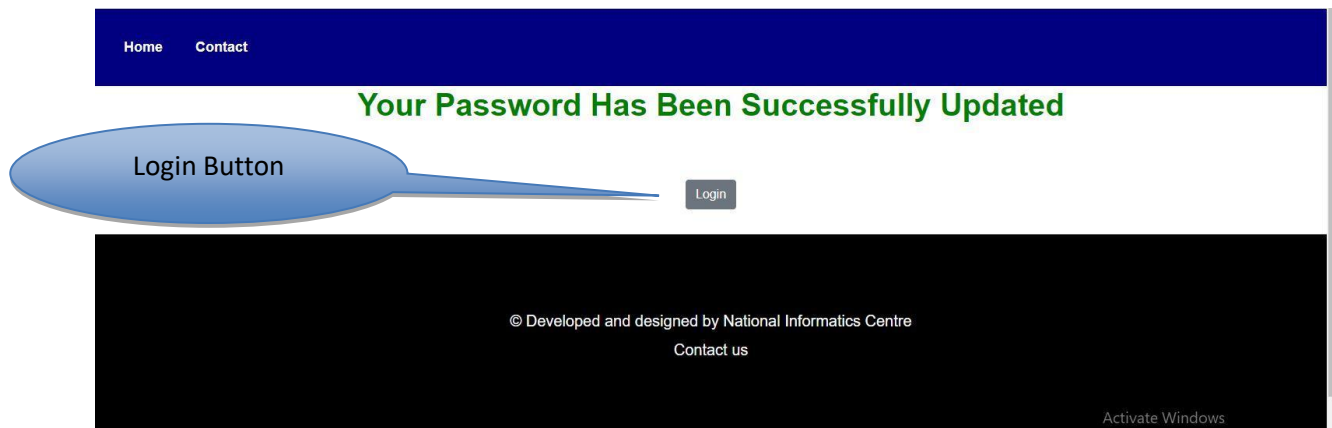 Home Contact
Your Password Has Been Successfully Updated
Login Button
Login
© Developed and designed by National Informatics Centre
Contact us
Activate Windows